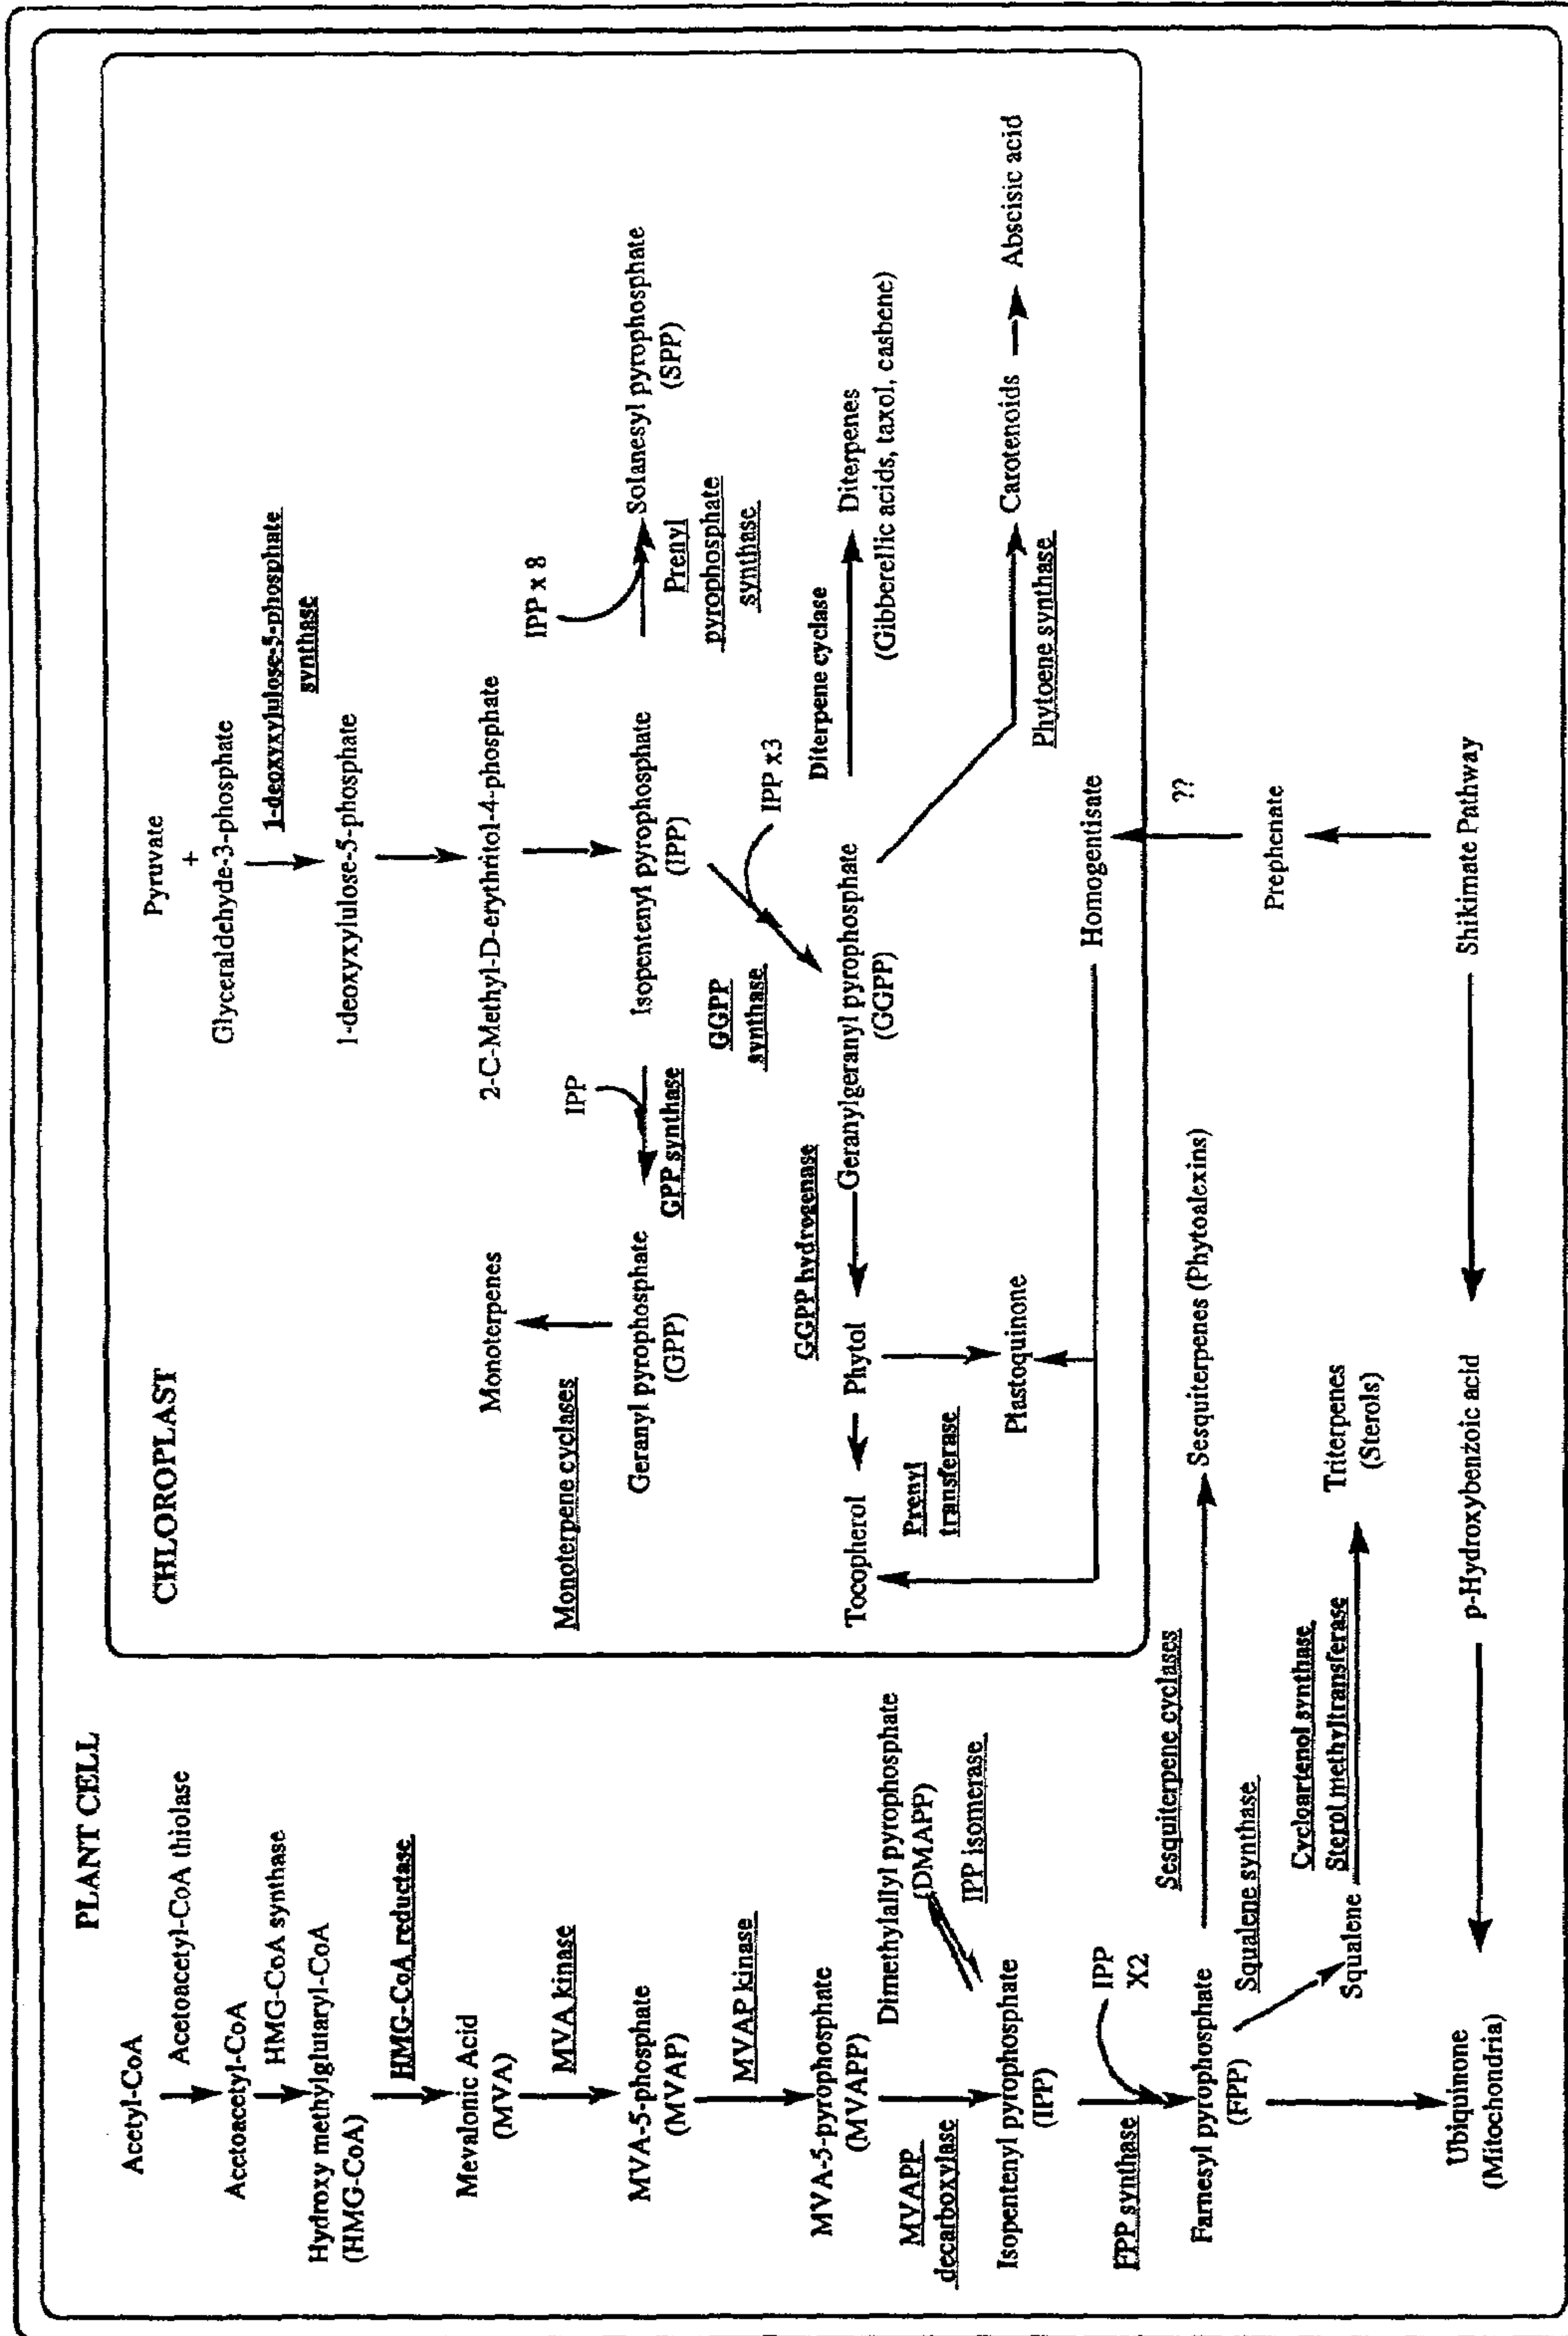 PLANT CELL
Acetyl-CoA
Acetoacetyl-CoA thiolase
Acetoacetyl-CoA
HMG-CoA synthase
Hydroxy methylglutaryl-CoA
(HMG-CoA)
HMG-CoA reductase
Mevalonic Acid
(MVA)
MVA kinase
MVA-5-phosphate
(MVAP)
MVAP kinase
MVA-5-pyrophosphate
(MVAPP)
MVAPP
decarboxylase
Dimethylallyl pyrophosphate
(DMAPP)
IPP isomerase
Isopentenyl pyrophosphate
(IPP)
IPP
X2
FPP synthase
Farnesyl pyrophosphate
(FPP)
Sesquiterpene cyclases
Sesquiterpenes (Phytoalexins)
Squalene synthase
Squalene
Cycloartenol synthase
Sterol methyltransferase
Triterpenes
(Sterols)
Ubiquinone
(Mitochondria)
p-Hydroxybenzoic acid
Shikimate Pathway
Prephenate
??
CHLOROPLAST
Pyruvate
+
Glyceraldehyde-3-phosphate
1-deoxyxylulose-5-phosphate
synthase
1-deoxyxylulose-5-phosphate
2-C-Methyl-D-erythritol-4-phosphate
Monoterpenes
Monoterpene cyclases
Geranyl pyrophosphate
(GPP)
IPP
GPP synthase
Isopentenyl pyrophosphate
(IPP)
IPP x 8
Solanesyl pyrophosphate
(SPP)
Prenyl
pyrophosphate
synthase
GGPP
synthase
IPP x3
GGPP hydrogenase
Geranylgeranyl pyrophosphate
(GGPP)
Diterpene cyclase
Diterpenes
(Gibberellic acids, taxol, casbene)
Tocopherol
Phytol
Prenyl
transferase
Plastoquinone
Phytoene synthase
Carotenoids
Abscisic acid
Homogentisate